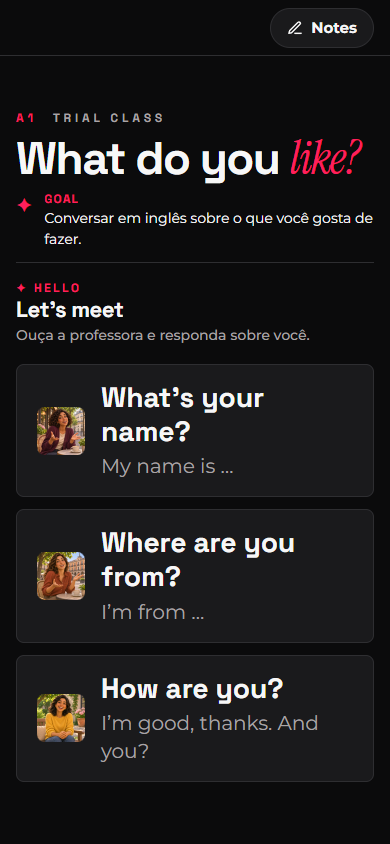 Notes
A1 TRIAL CLASS
What do you like?
GOAL
Conversar em inglês sobre o que você gosta de
fazer.
HELLO
Let's meet
Ouça a professora e responda sobre você.
What's your
name?
My name is ...
Where are you
from?
I'm from ...
How are you?
I'm good, thanks. And
you?